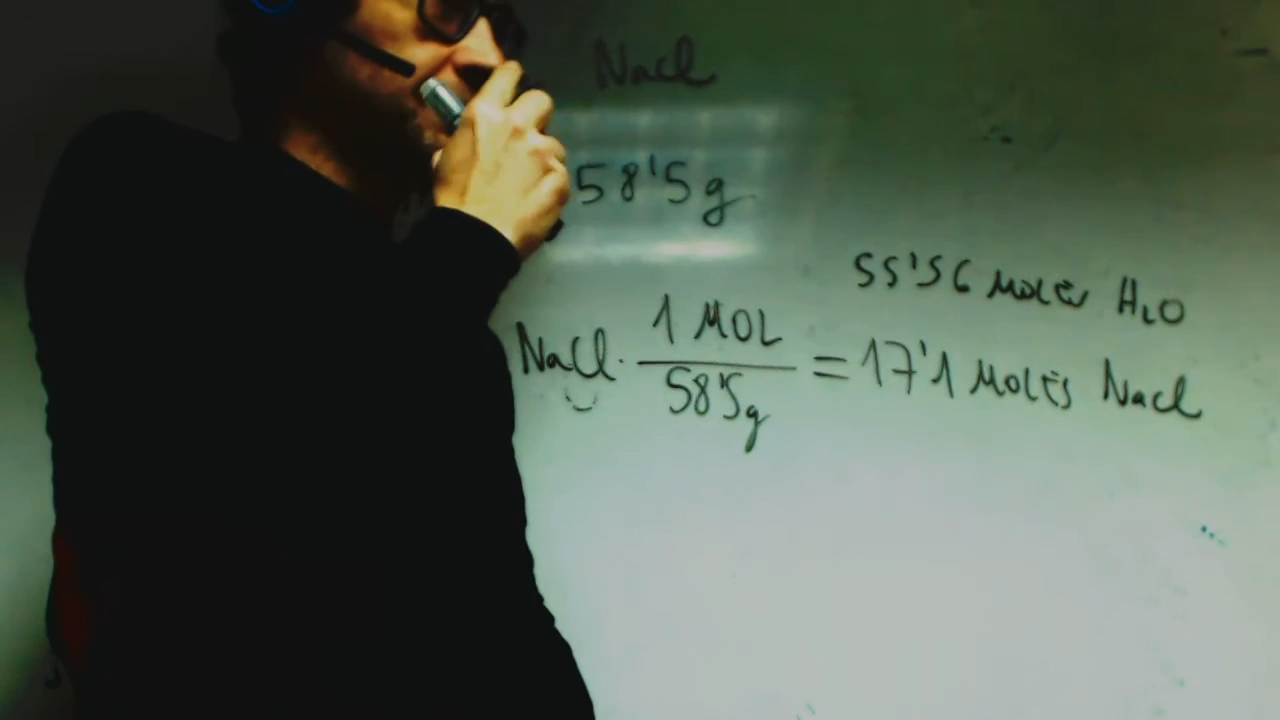 Nacl
58'5g
55'56 MOLES H₂O
NaCl · 1 MOL / 58'5g = 17'1 MOLES Nacl